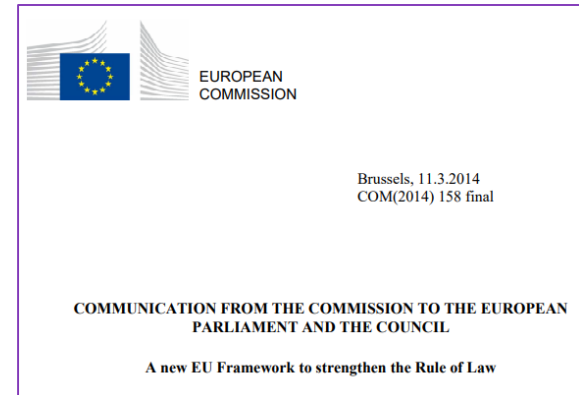 EUROPEAN
COMMISSION
Brussels, 11.3.2014
COM(2014) 158 final
COMMUNICATION FROM THE COMMISSION TO THE EUROPEAN
PARLIAMENT AND THE COUNCIL
A new EU Framework to strengthen the Rule of Law